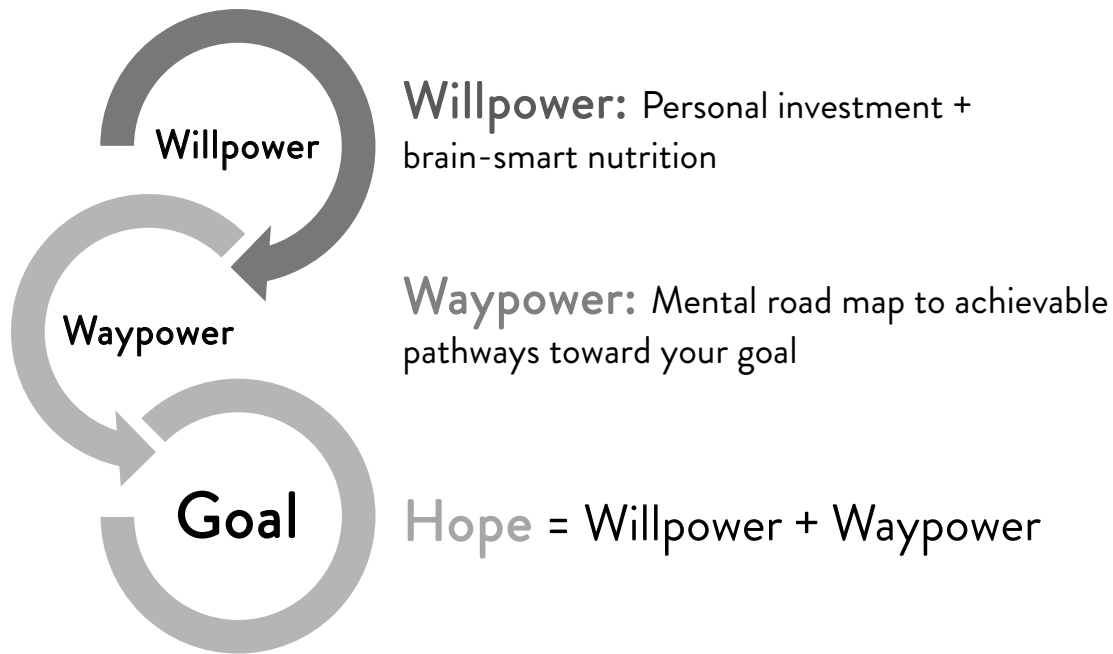 Willpower
Willpower: Personal investment +
brain-smart nutrition
Waypower
Waypower: Mental road map to achievable
pathways toward your goal
Goal
Hope = Willpower + Waypower